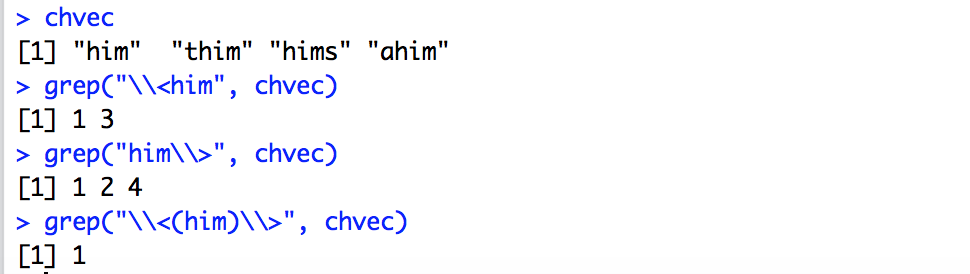 > chvec
[1] "him"  "thim" "hims" "ahim"
> grep("\\<him", chvec)
[1] 1 3
> grep("him\\>", chvec)
[1] 1 2 4
> grep("\\<(him)\\>", chvec)
[1] 1